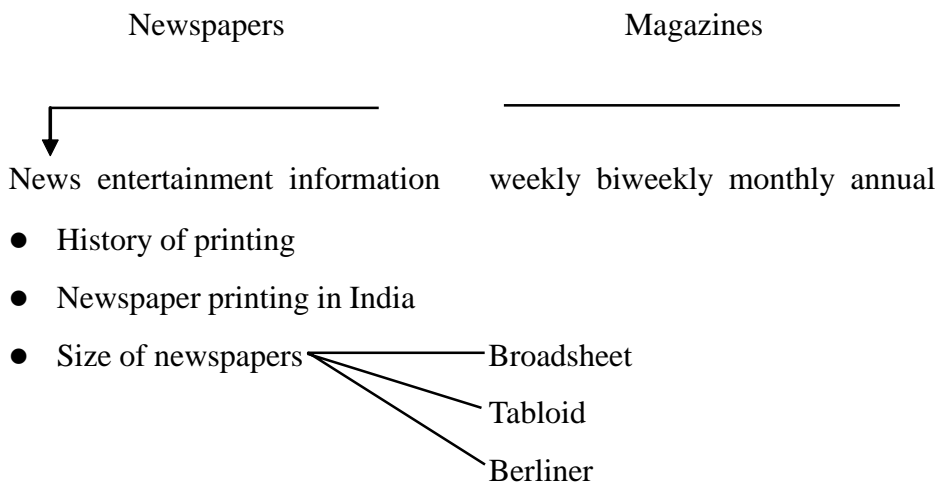 Newspapers Magazines
News entertainment information weekly biweekly monthly annual
● History of printing
● Newspaper printing in India
● Size of newspapers Broadsheet
Tabloid
Berliner